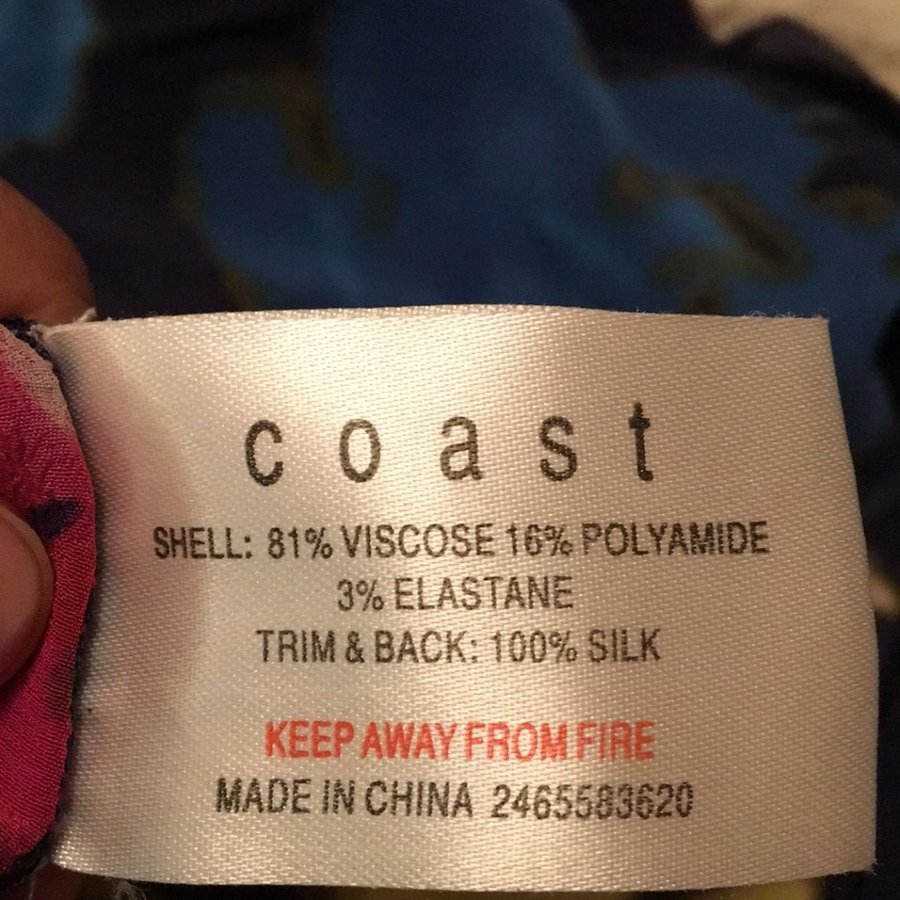 coast
SHELL: 81% VISCOSE 16% POLYAMIDE
3% ELASTANE
TRIM & BACK: 100% SILK
KEEP AWAY FROM FIRE
MADE IN CHINA 2465583620